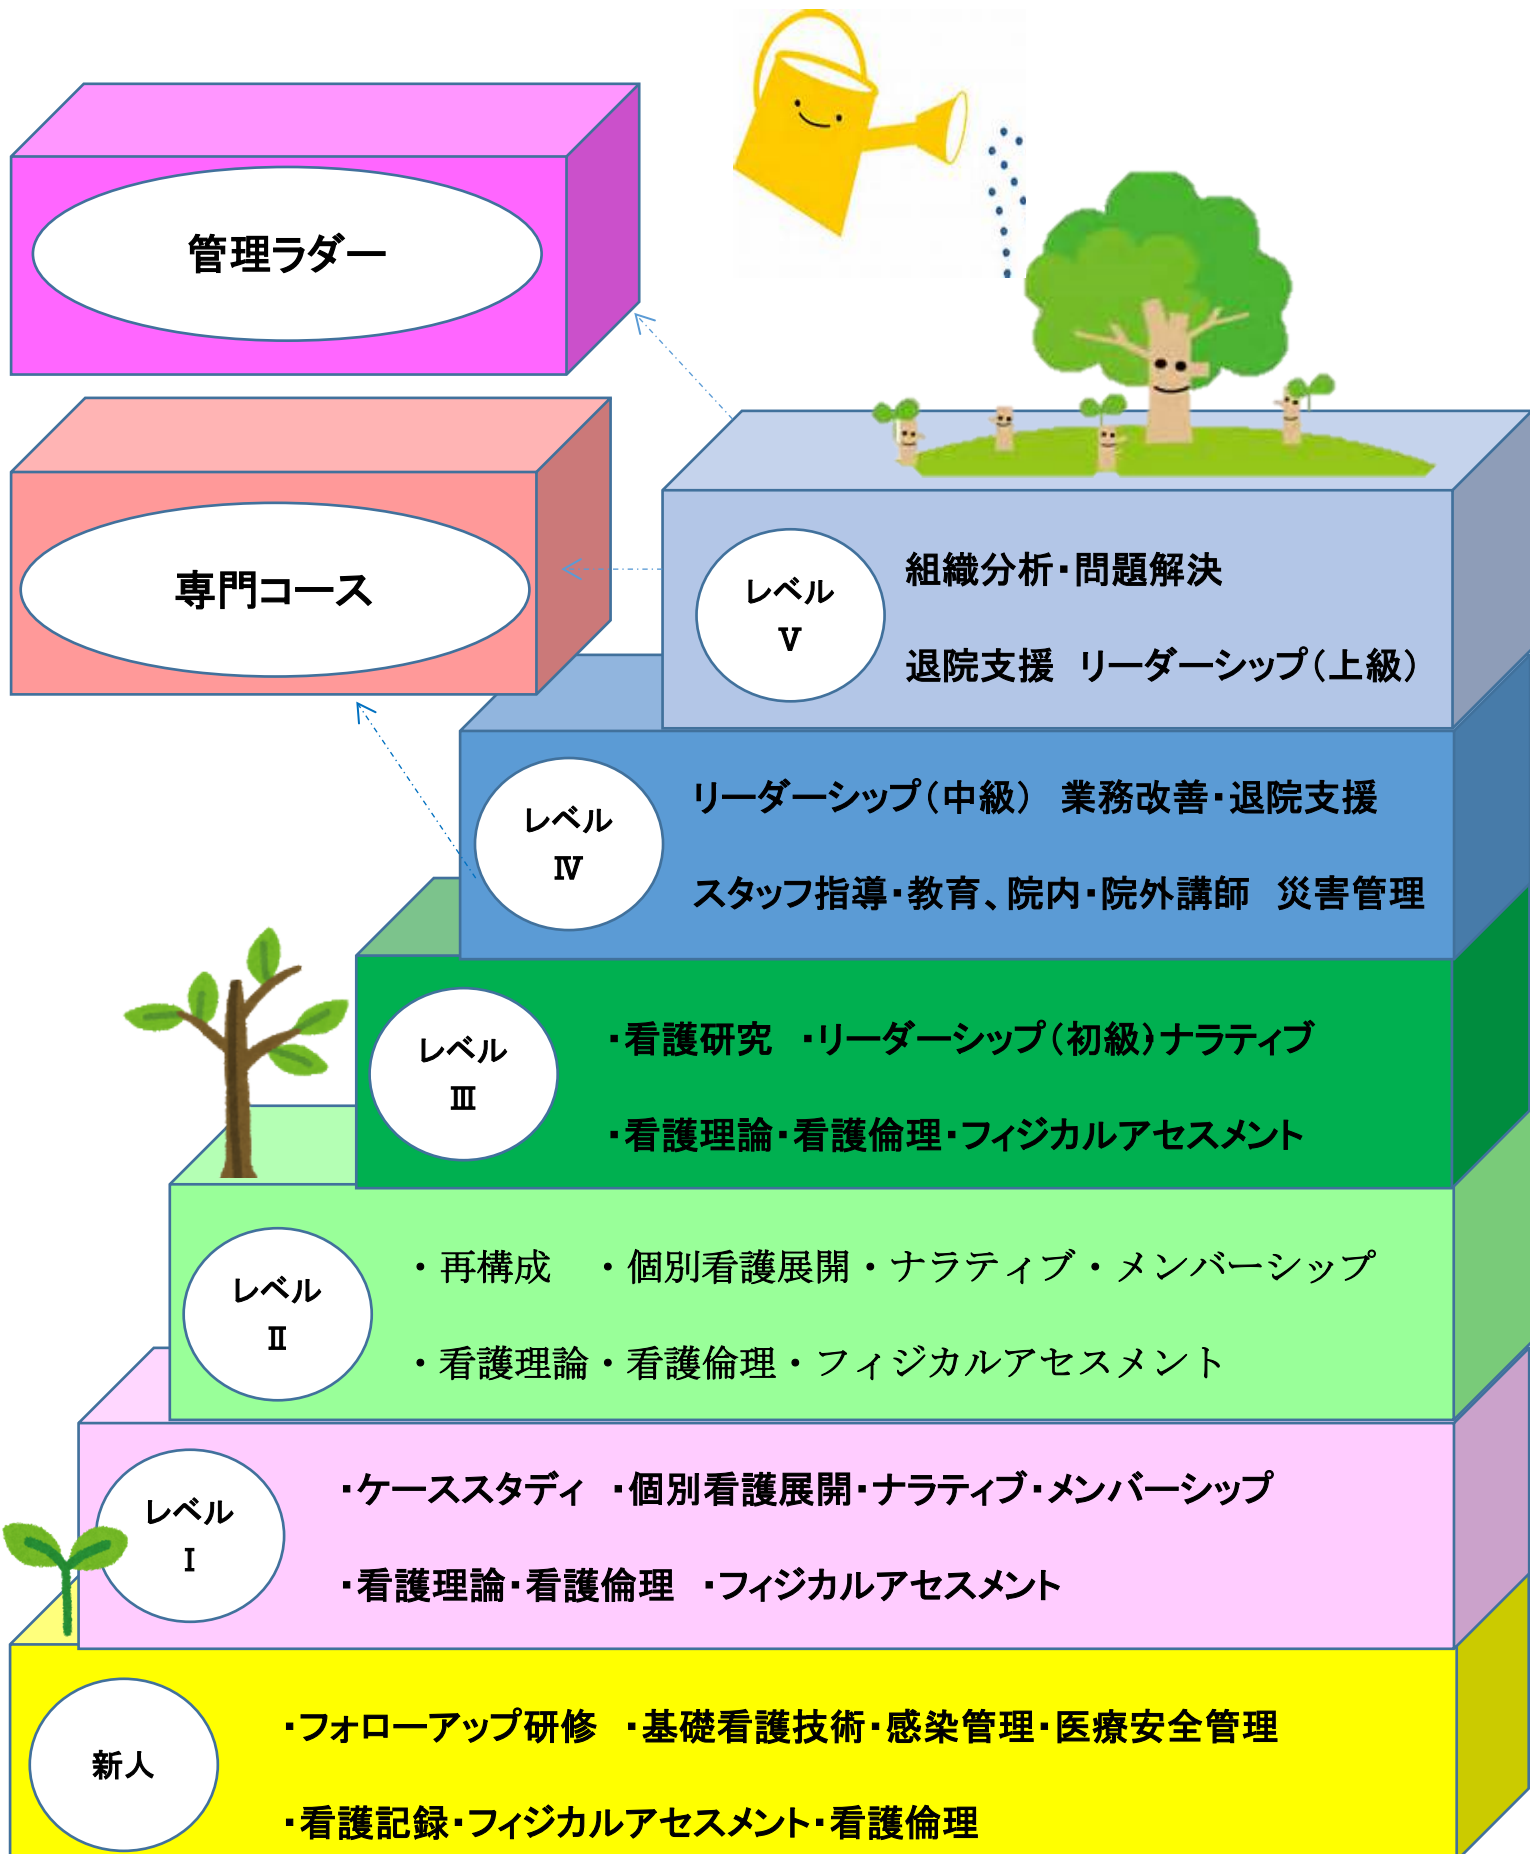 管理ラダー
専門コース
レベル
Ⅴ
組織分析・問題解決
退院支援　リーダーシップ(上級)
レベル
Ⅳ
リーダーシップ(中級)　業務改善・退院支援
スタッフ指導・教育、院内・院外講師　災害管理
レベル
Ⅲ
・看護研究　・リーダーシップ(初級)・ナラティブ
・看護理論・看護倫理・フィジカルアセスメント
レベル
Ⅱ
・再構成　・個別看護展開・ナラティブ・メンバーシップ
・看護理論・看護倫理・フィジカルアセスメント
レベル
Ⅰ
・ケーススタディ　・個別看護展開・ナラティブ・メンバーシップ
・看護理論・看護倫理　・フィジカルアセスメント
新人
・フォローアップ研修　・基礎看護技術・感染管理・医療安全管理
・看護記録・フィジカルアセスメント・看護倫理